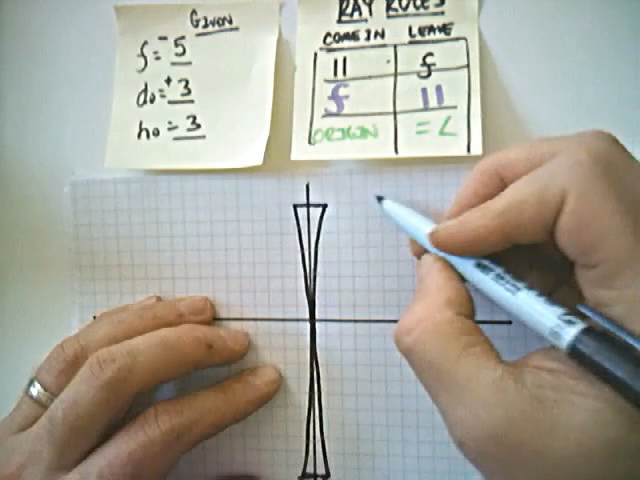 GIVEN
f = -5
do = +3
ho = 3
RAY RULES
COME IN LEAVE
|| f
f ||
ORIGIN = ∠